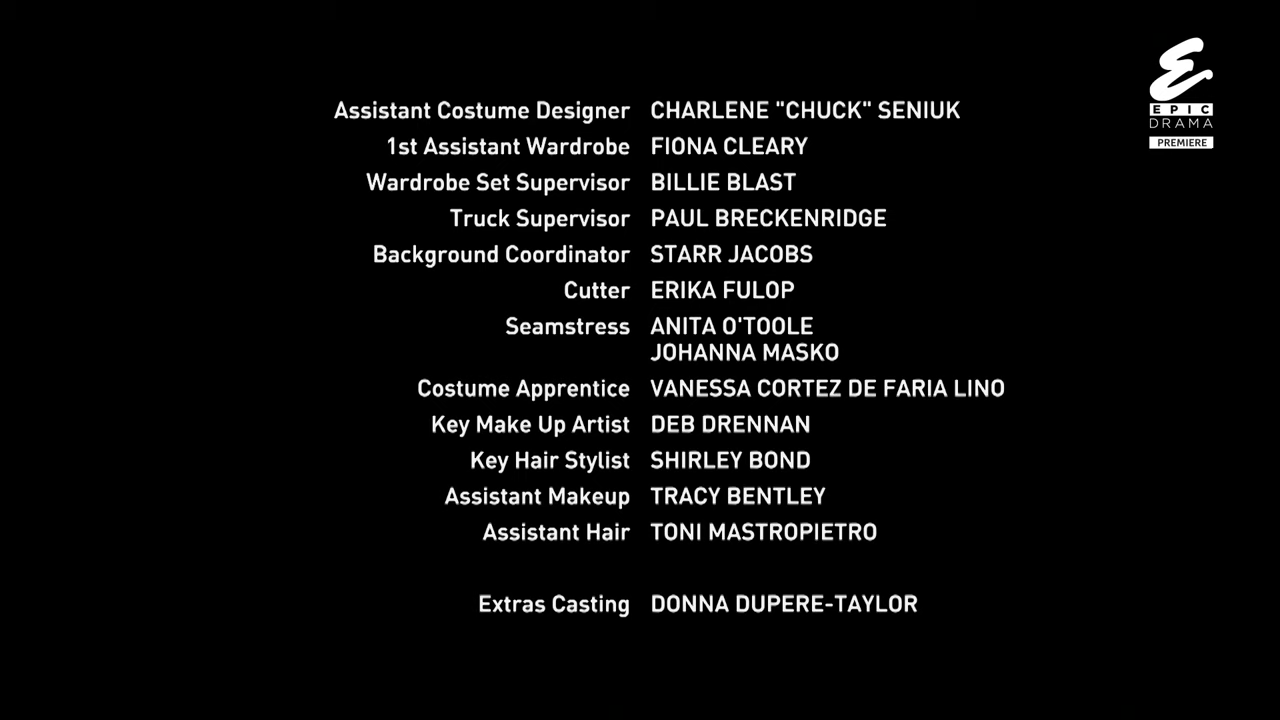 Assistant Costume Designer CHARLENE "CHUCK" SENIUK
1st Assistant Wardrobe FIONA CLEARY
Wardrobe Set Supervisor BILLIE BLAST
Truck Supervisor PAUL BRECKENRIDGE
Background Coordinator STARR JACOBS
Cutter ERIKA FULOP
Seamstress ANITA O'TOOLE
JOHANNA MASKO
Costume Apprentice VANESSA CORTEZ DE FARIA LINO
Key Make Up Artist DEB DRENNAN
Key Hair Stylist SHIRLEY BOND
Assistant Makeup TRACY BENTLEY
Assistant Hair TONI MASTROPIETRO
Extras Casting DONNA DUPERE-TAYLOR
E
EPIC
DRAMA
PREMIERE